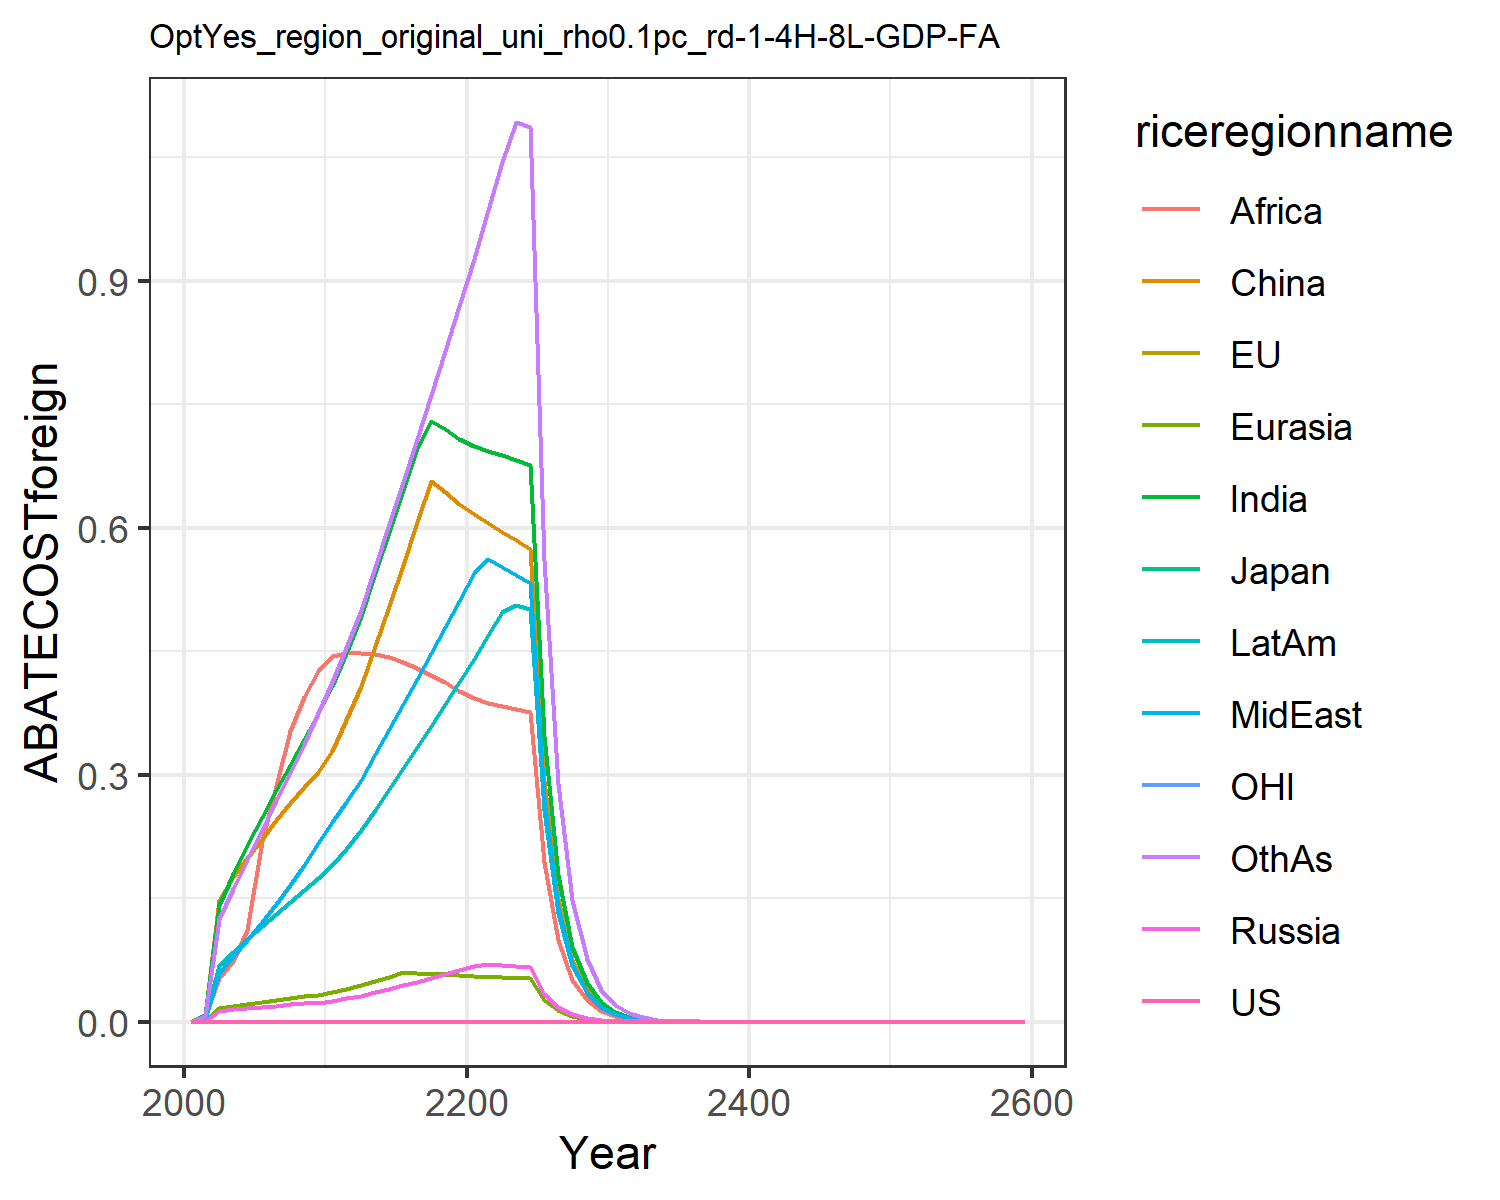 OptYes_region_original_uni_rho0.1pc_rd-1-4H-8L-GDP-FA
ABATECOSTforeign
0.9
0.6
0.3
0.0
2000
2200
2400
2600
Year
riceregionname
Africa
China
EU
Eurasia
India
Japan
LatAm
MidEast
OHI
OthAs
Russia
US